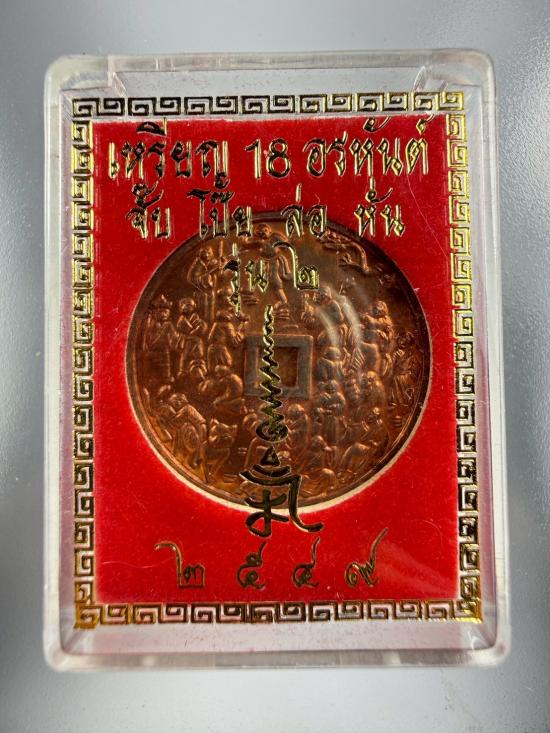 เหรียญ 18 อรหันต์
จั๊บ โป๊ย ล่อ หั่น
รุ่น ๒
๒ ๕ ๔ ๙